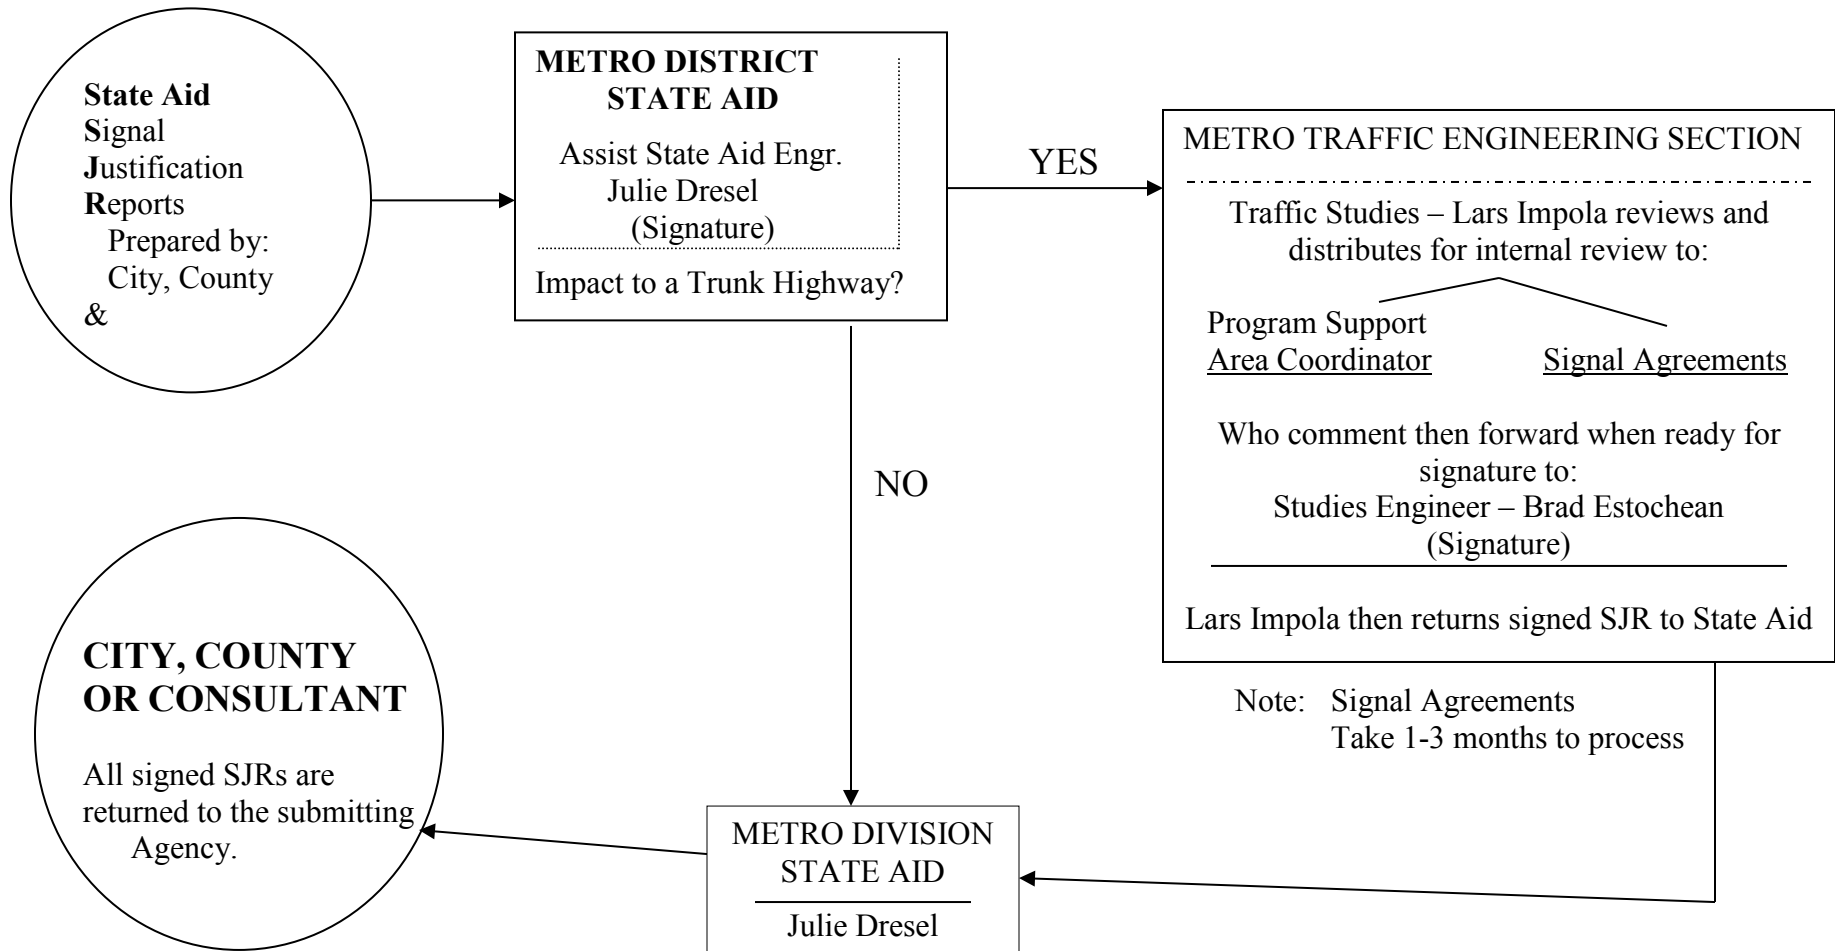 State Aid
Signal
Justification
Reports
Prepared by:
City, County
&
METRO DISTRICT
STATE AID
Assist State Aid Engr.
Julie Dresel
(Signature)
Impact to a Trunk Highway?
YES
METRO TRAFFIC ENGINEERING SECTION
Traffic Studies – Lars Impola reviews and
distributes for internal review to:
Program Support
Area Coordinator
Signal Agreements
Who comment then forward when ready for
signature to:
Studies Engineer – Brad Estochean
(Signature)
Lars Impola then returns signed SJR to State Aid
NO
Note: Signal Agreements
Take 1-3 months to process
CITY, COUNTY
OR CONSULTANT
All signed SJRs are
returned to the submitting
Agency.
METRO DIVISION
STATE AID
Julie Dresel